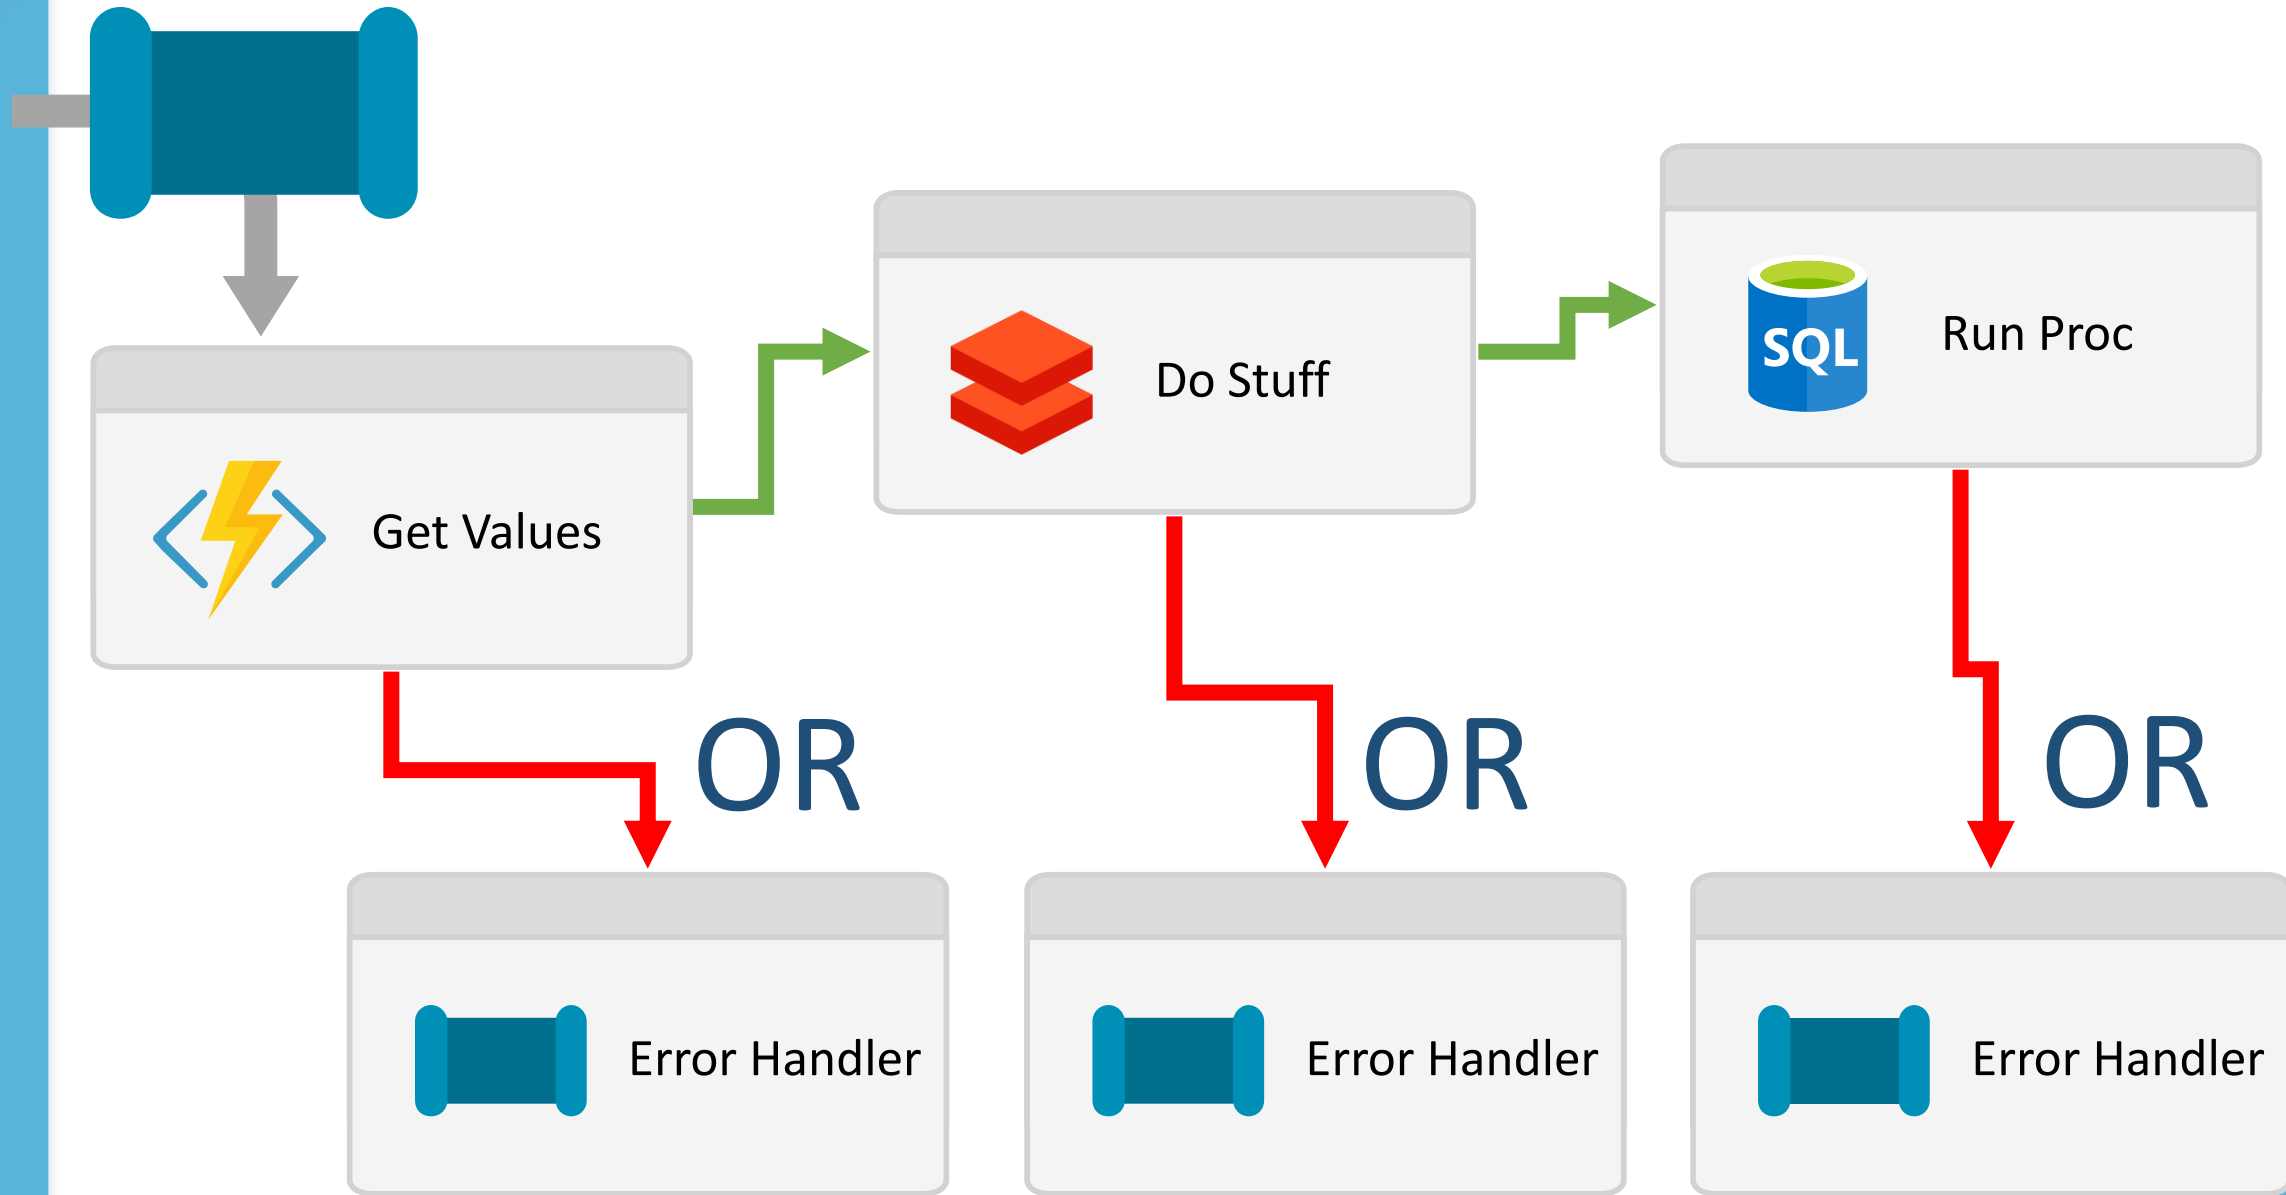 Get Values
Do Stuff
SQL
Run Proc
OR
OR
OR
Error Handler
Error Handler
Error Handler